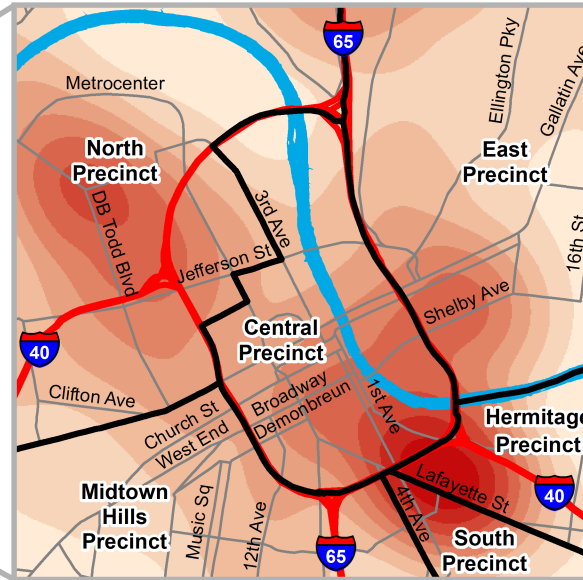 65
Ellington Pky
Gallatin Ave
Metrocenter
North
Precinct
East
Precinct
DB Todd Blvd
3rd Ave
16th St
Jefferson St
Shelby Ave
Central
Precinct
40
Clifton Ave
Broadway
Demonbreun
1st Ave
Church St
West End
Hermitage
Precinct
Lafayette St
40
Midtown
Hills
Precinct
Music Sq
12th Ave
4th Ave
65
South
Precinct